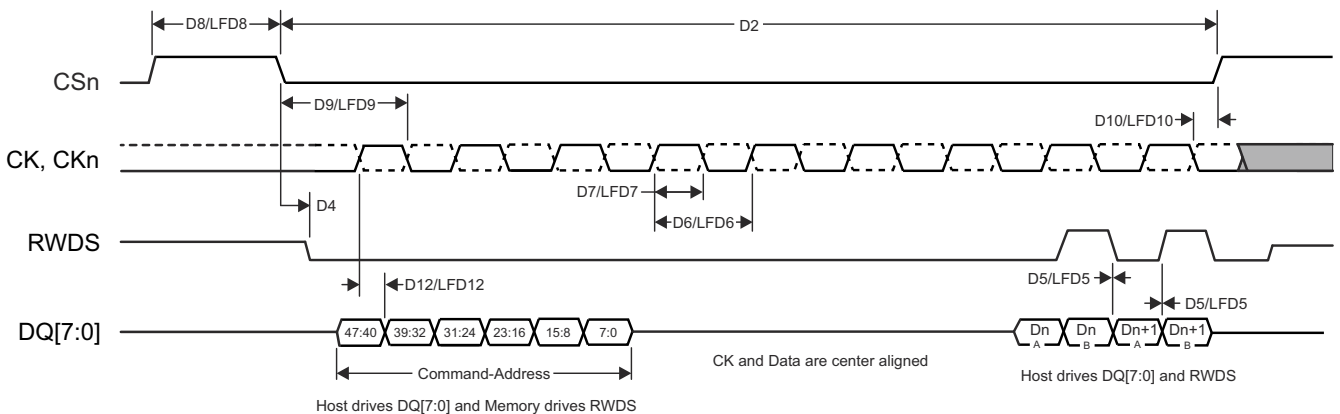 D8/LFD8
D2
CSn
D9/LFD9
D10/LFD10
CK, CKn
D7/LFD7
D4
D6/LFD6
RWDS
D12/LFD12
D5/LFD5
D5/LFD5
DQ[7:0]
47:40 39:32 31:24 23:16 15:8 7:0
Dn A Dn B Dn+1 A Dn+1 B
CK and Data are center aligned
Command-Address
Host drives DQ[7:0] and RWDS
Host drives DQ[7:0] and Memory drives RWDS